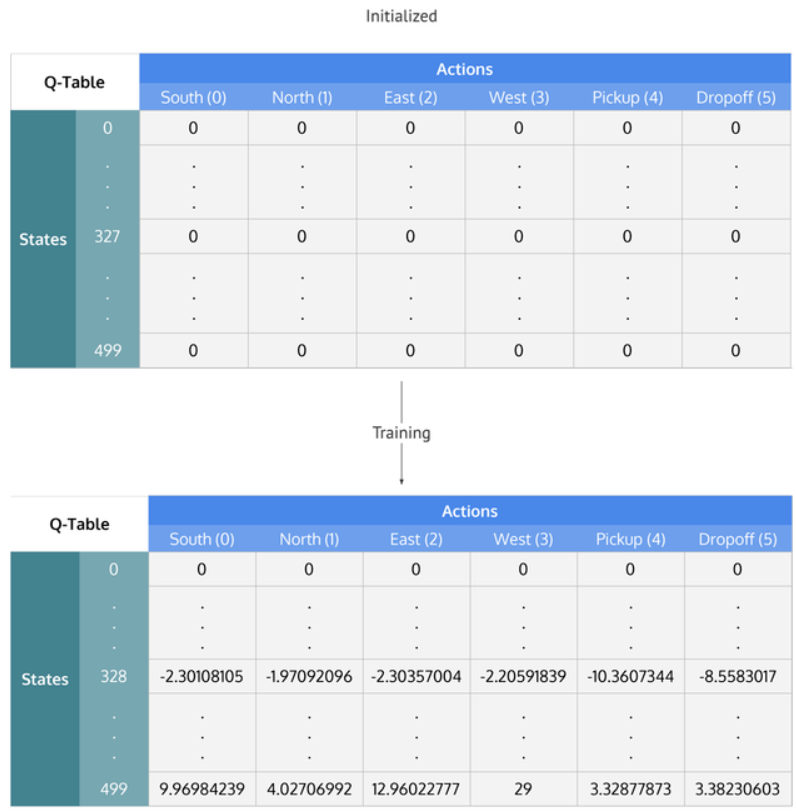 Initialized
Q-Table
Actions
South (0) North (1) East (2) West (3) Pickup (4) Dropoff (5)
States
0 0 0 0 0 0 0
. . . . . . .
. . . . . . .
. . . . . . .
327 0 0 0 0 0 0
. . . . . . .
. . . . . . .
. . . . . . .
499 0 0 0 0 0 0
Training
Q-Table
Actions
South (0) North (1) East (2) West (3) Pickup (4) Dropoff (5)
States
0 0 0 0 0 0 0
. . . . . . .
. . . . . . .
. . . . . . .
328 -2.30108105 -1.97092096 -2.30357004 -2.20591839 -10.3607344 -8.5583017
. . . . . . .
. . . . . . .
. . . . . . .
499 9.96984239 4.02706992 12.96022777 29 3.32877873 3.38230603